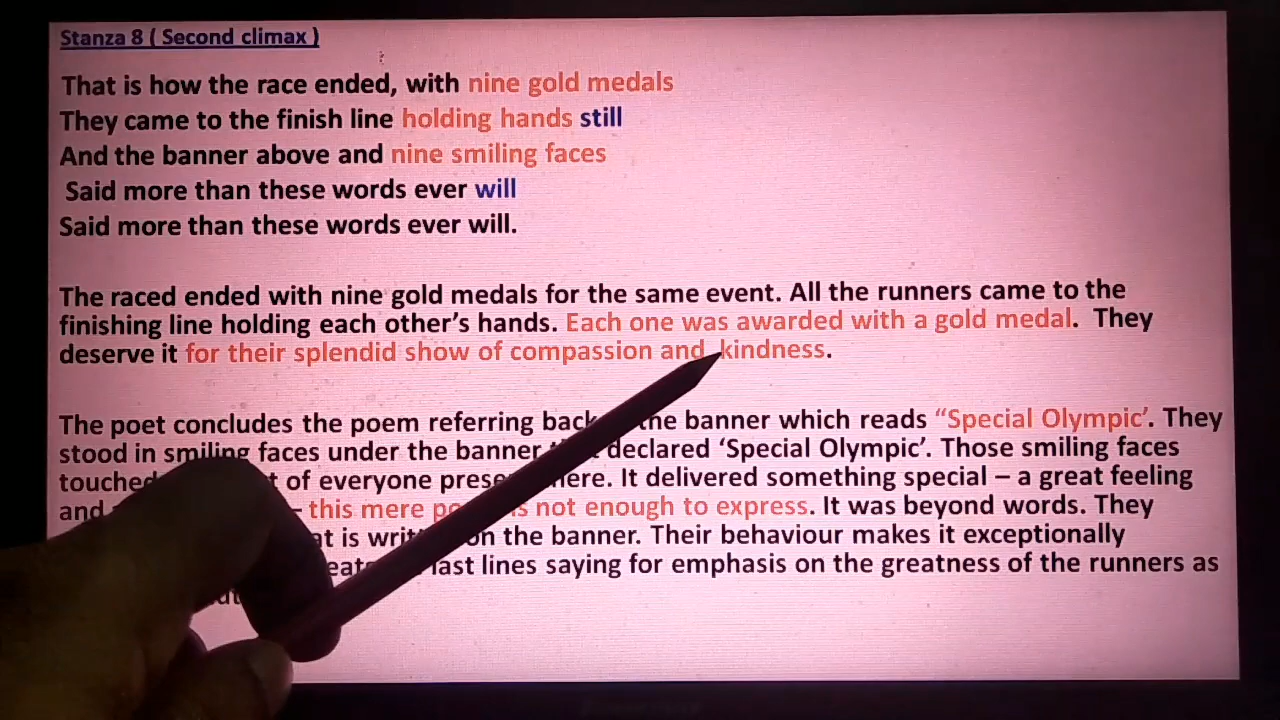 Stanza 8 ( Second climax )
That is how the race ended, with nine gold medals
They came to the finish line holding hands still
And the banner above and nine smiling faces
Said more than these words ever will
Said more than these words ever will.
The raced ended with nine gold medals for the same event. All the runners came to the
finishing line holding each other’s hands. Each one was awarded with a gold medal. They
deserve it for their splendid show of compassion and kindness.
The poet concludes the poem referring back the banner which reads “Special Olympic’. They
stood in smiling faces under the banner declared ‘Special Olympic’. Those smiling faces
touched of everyone present here. It delivered something special – a great feeling
and – this mere is not enough to express. It was beyond words. They
is on the banner. Their behaviour makes it exceptionally
last lines saying for emphasis on the greatness of the runners as